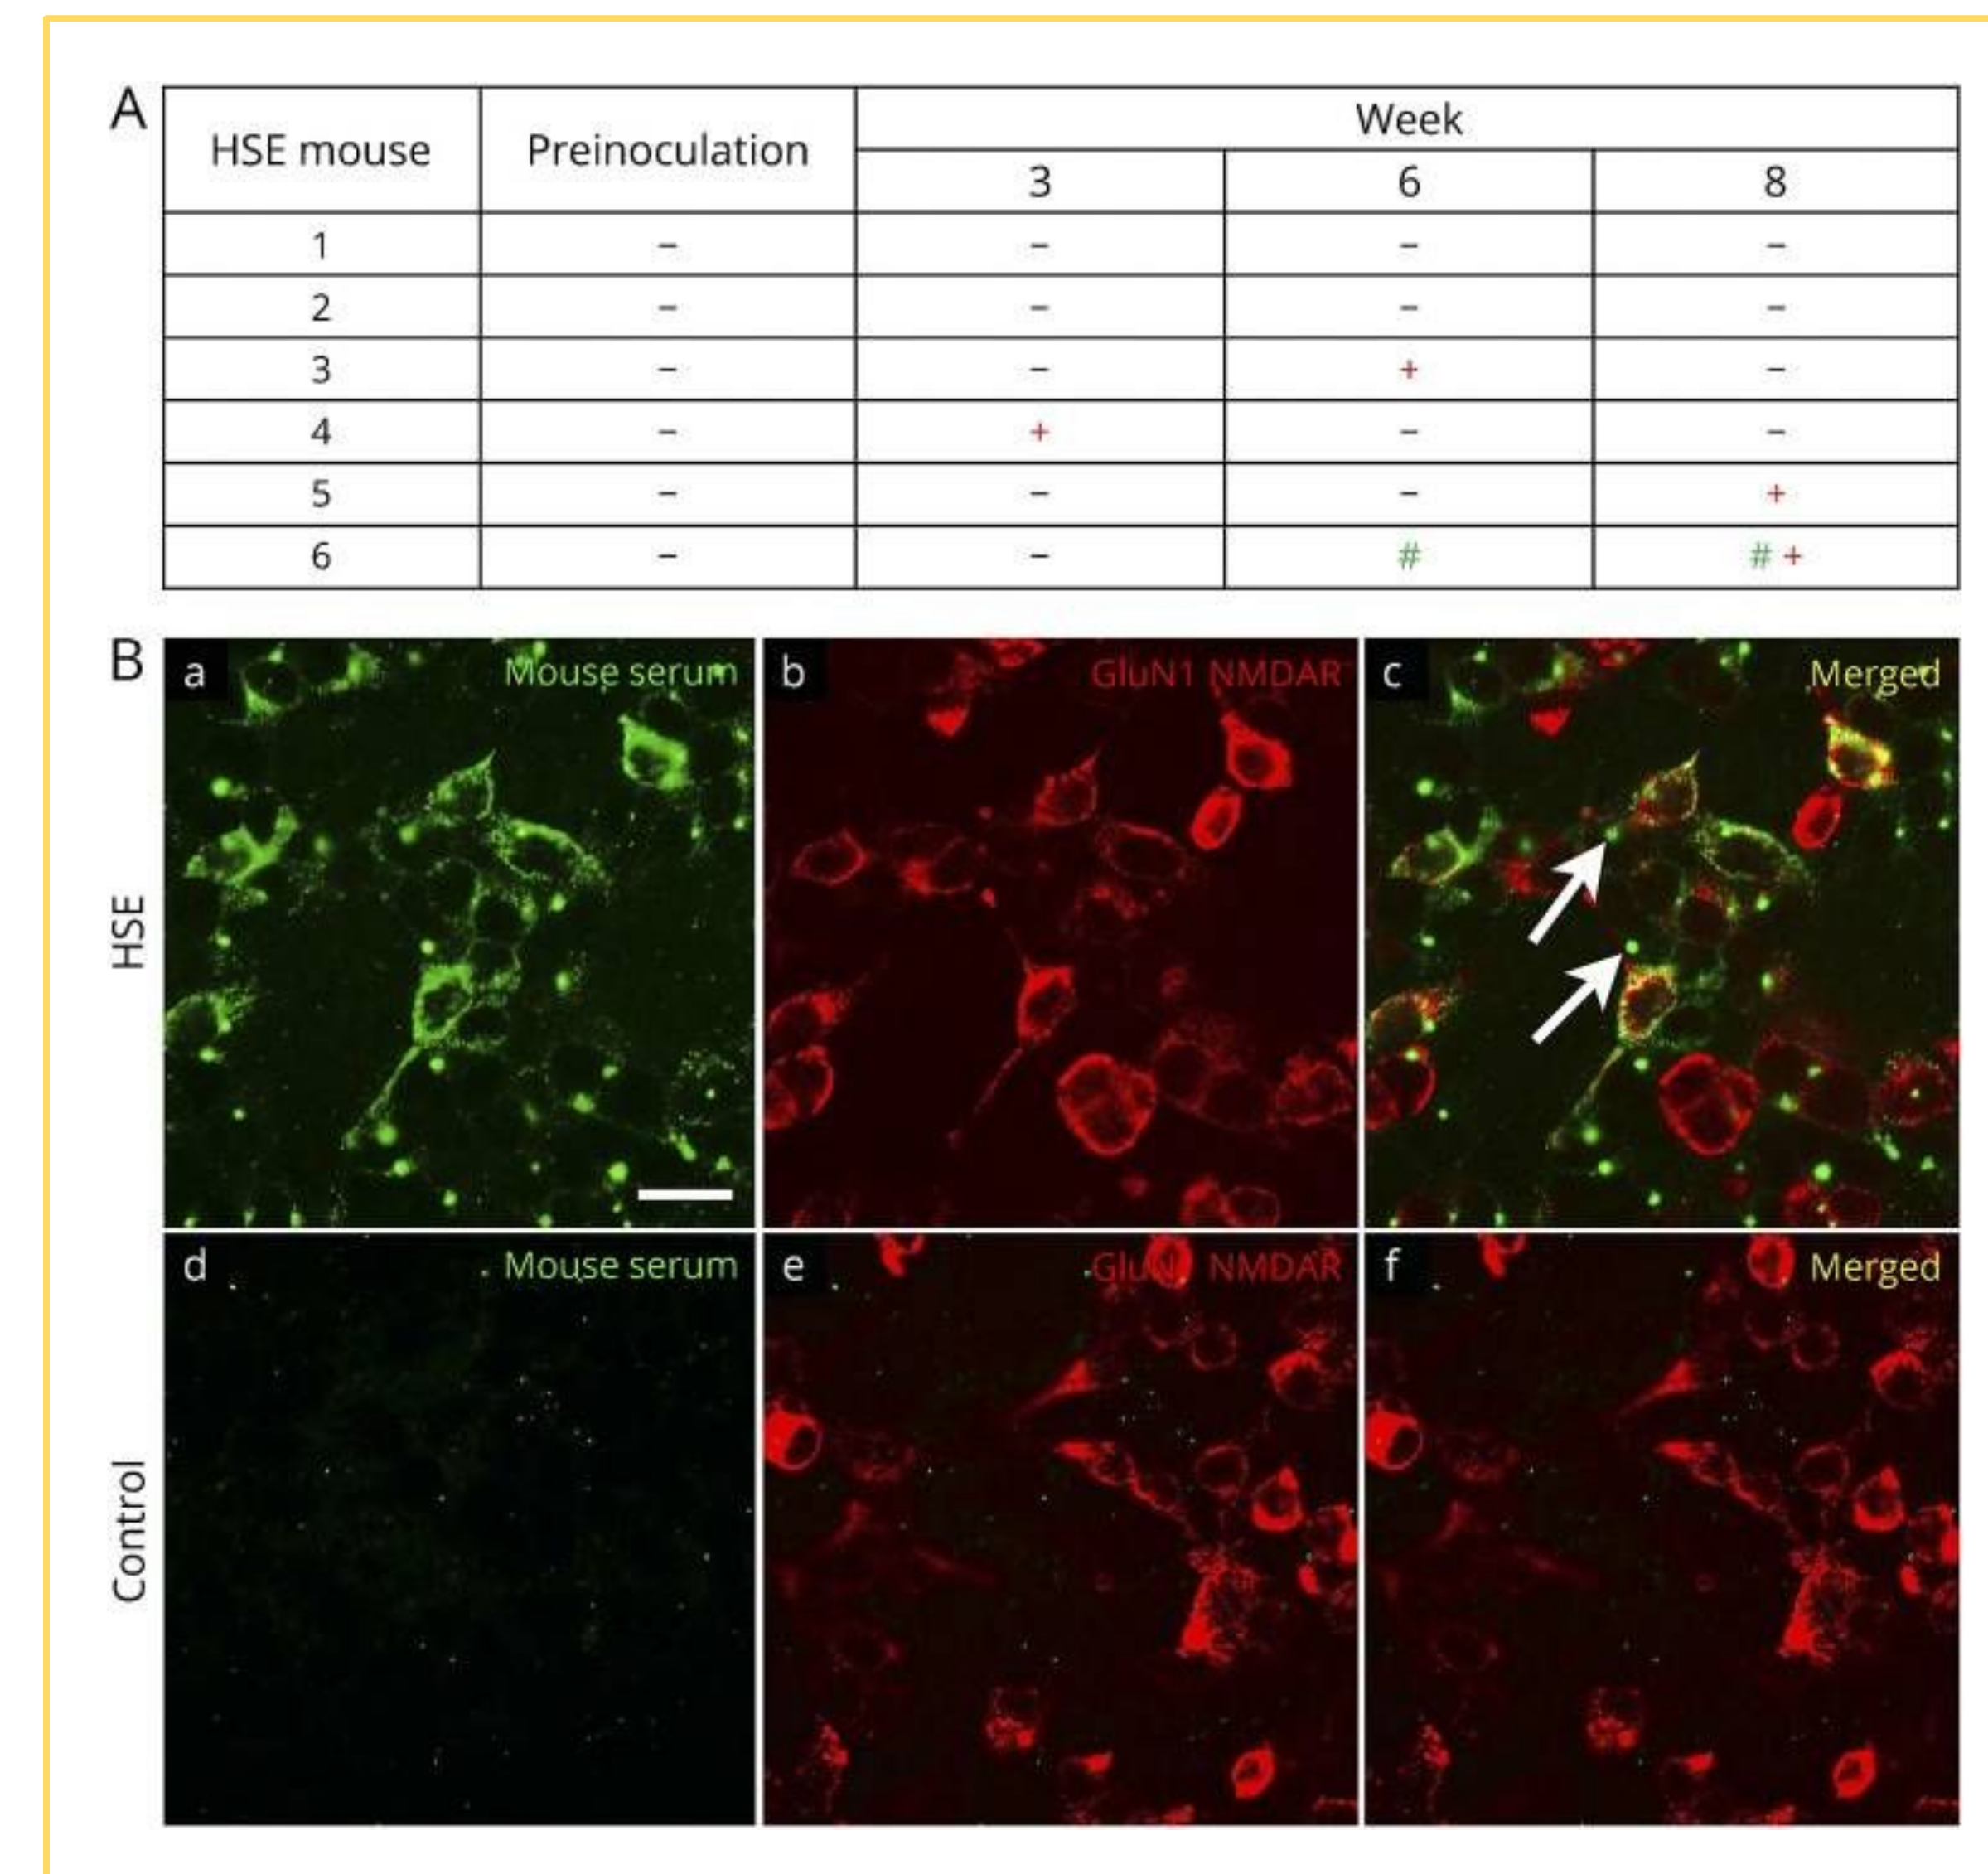 A
HSE mouse Preinoculation Week
3 6 8
1 – – – –
2 – – – –
3 – – + –
4 – + – –
5 – – – +
6 – – # # +
B
a Mouse serum b GluN1 NMDAR c Merged
HSE
d Mouse serum e GluN1 NMDAR f Merged
Control